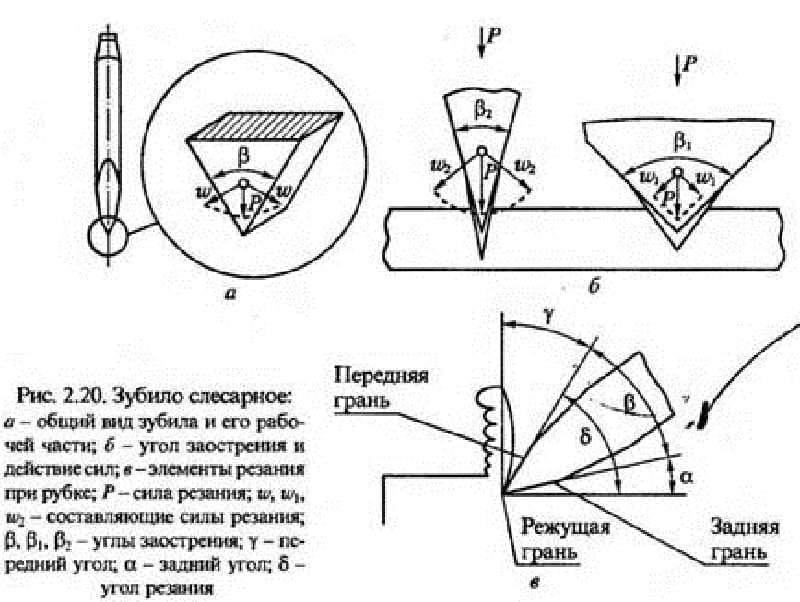 P
P
β
w
w
P
β₂
w₂
w₂
P
β₁
w₁
w₁
P
а
б
γ
Передняя
грань
β
δ
α
Режущая
грань
Задняя
грань
в
Рис. 2.20. Зубило слесарное:
а – общий вид зубила и его рабо-
чей части; б – угол заострения и
действие сил; в – элементы резания
при рубке; P – сила резания; w, w₁,
w₂ – составляющие силы резания;
β, β₁, β₂ – углы заострения; γ – пе-
редний угол; α – задний угол; δ –
угол резания